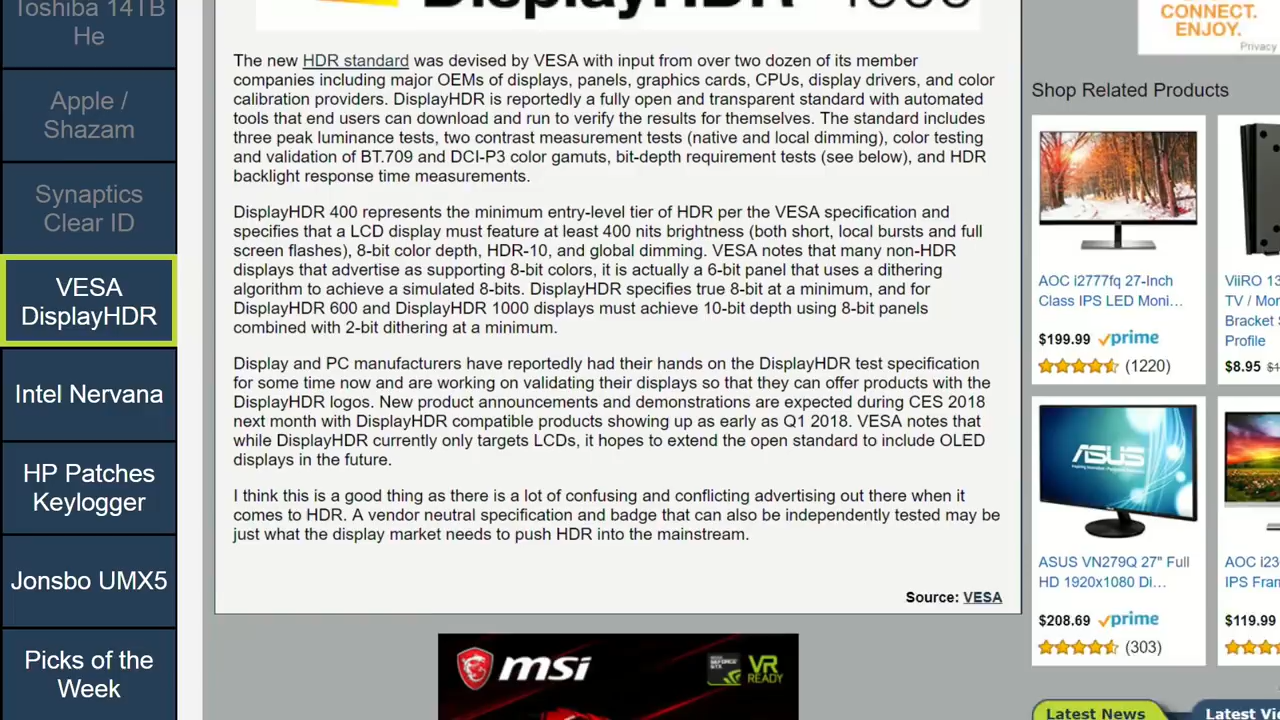 Toshiba 14TB
He
Apple /
Shazam
Synaptics
Clear ID
VESA
DisplayHDR
Intel Nervana
HP Patches
Keylogger
Jonsbo UMX5
Picks of the
Week
DisplayHDR
The new HDR standard was devised by VESA with input from over two dozen of its member
companies including major OEMs of displays, panels, graphics cards, CPUs, display drivers, and color
calibration providers. DisplayHDR is reportedly a fully open and transparent standard with automated
tools that end users can download and run to verify the results for themselves. The standard includes
three peak luminance tests, two contrast measurement tests (native and local dimming), color testing
and validation of BT.709 and DCI-P3 color gamuts, bit-depth requirement tests (see below), and HDR
backlight response time measurements.
DisplayHDR 400 represents the minimum entry-level tier of HDR per the VESA specification and
specifies that a LCD display must feature at least 400 nits brightness (both short, local bursts and full
screen flashes), 8-bit color depth, HDR-10, and global dimming. VESA notes that many non-HDR
displays that advertise as supporting 8-bit colors, it is actually a 6-bit panel that uses a dithering
algorithm to achieve a simulated 8-bits. DisplayHDR specifies true 8-bit at a minimum, and for
DisplayHDR 600 and DisplayHDR 1000 displays must achieve 10-bit depth using 8-bit panels
combined with 2-bit dithering at a minimum.
Display and PC manufacturers have reportedly had their hands on the DisplayHDR test specification
for some time now and are working on validating their displays so that they can offer products with the
DisplayHDR logos. New product announcements and demonstrations are expected during CES 2018
next month with DisplayHDR compatible products showing up as early as Q1 2018. VESA notes that
while DisplayHDR currently only targets LCDs, it hopes to extend the open standard to include OLED
displays in the future.
I think this is a good thing as there is a lot of confusing and conflicting advertising out there when it
comes to HDR. A vendor neutral specification and badge that can also be independently tested may be
just what the display market needs to push HDR into the mainstream.
Source: VESA
msi
GEFORCE
GTX
VR
READY
CONNECT.
ENJOY.
Privacy
Shop Related Products
AOC i2777fq 27-Inch
Class IPS LED Moni...
$199.99 prime
(1220)
ViiRO 13
TV / Mon
Bracket S
Profile
$8.95
ASUS
ASUS VN279Q 27" Full
HD 1920x1080 Di...
$208.69 prime
(303)
AOC i23
IPS Fram
$119.99
Latest News
Latest Vi